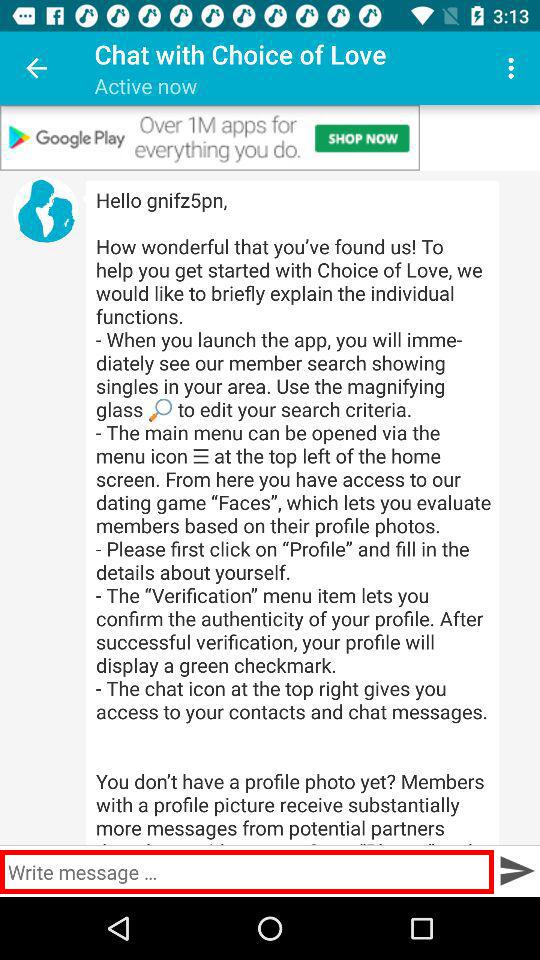 3:13
Chat with Choice of Love
Active now
Google Play
Over 1M apps for
everything you do.
SHOP NOW
Hello gnifz5pn,
How wonderful that you’ve found us! To
help you get started with Choice of Love, we
would like to briefly explain the individual
functions.
- When you launch the app, you will imme-
diately see our member search showing
singles in your area. Use the magnifying
glass 🔎 to edit your search criteria.
- The main menu can be opened via the
menu icon ☰ at the top left of the home
screen. From here you have access to our
dating game “Faces”, which lets you evaluate
members based on their profile photos.
- Please first click on “Profile” and fill in the
details about yourself.
- The “Verification” menu item lets you
confirm the authenticity of your profile. After
successful verification, your profile will
display a green checkmark.
- The chat icon at the top right gives you
access to your contacts and chat messages.
You don’t have a profile photo yet? Members
with a profile picture receive substantially
more messages from potential partners
Write message ...